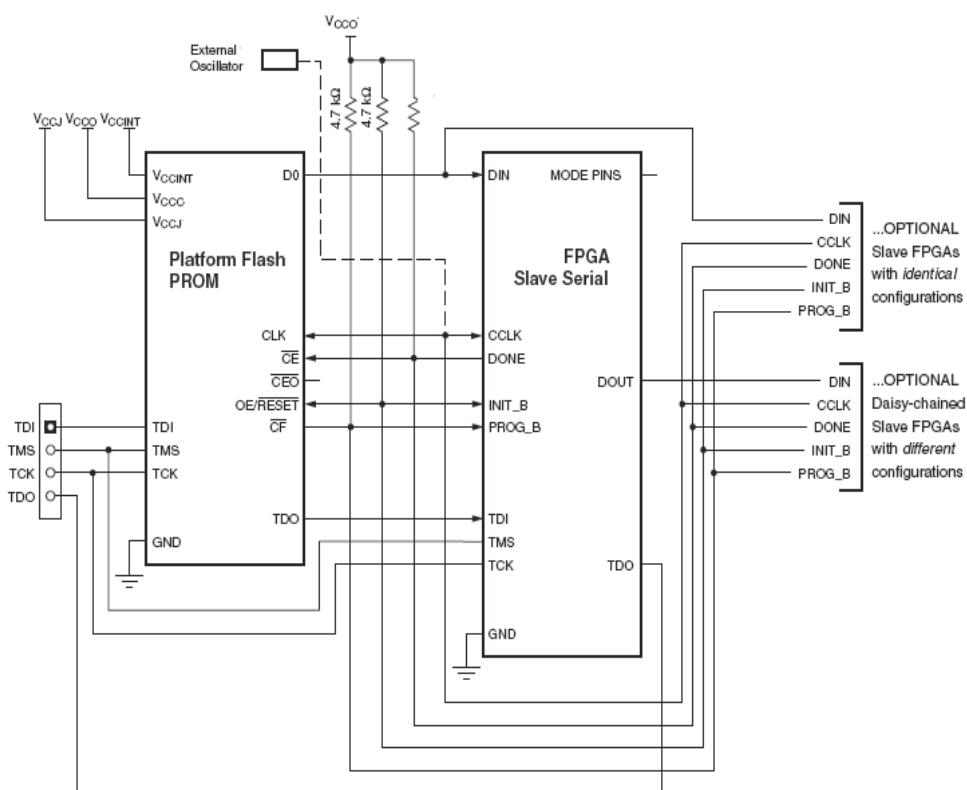 VCCO
External
Oscillator
4.7 kΩ
4.7 kΩ
VCCJ VCCO VCCINT
VCCINT
D0
DIN
MODE PINS
VCCO
VCCJ
Platform Flash
PROM
FPGA
Slave Serial
CLK
CCLK
CE
DONE
CEO
DOUT
OE/RESET
INIT_B
CF
PROG_B
TDI
TMS
TCK
TDO
TDI
TMS
TCK
TDO
TDI
TMS
TCK
TDO
GND
GND
DIN
CCLK
DONE
INIT_B
PROG_B
...OPTIONAL
Slave FPGAs
with identical
configurations
DIN
CCLK
DONE
INIT_B
PROG_B
...OPTIONAL
Daisy-chained
Slave FPGAs
with different
configurations